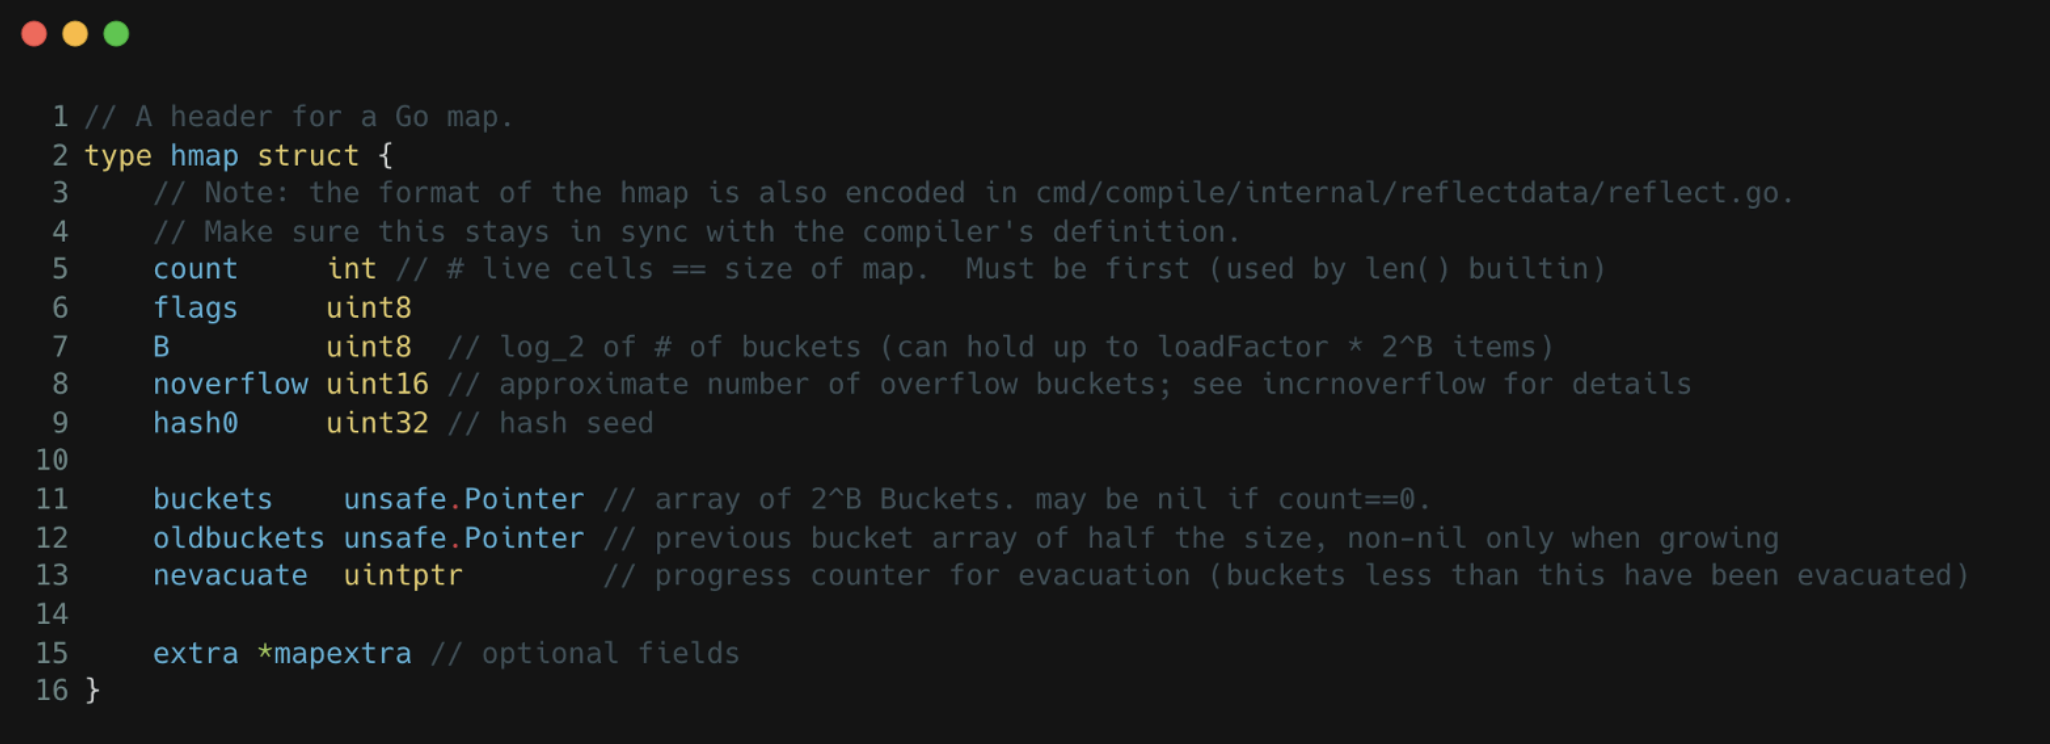 1 // A header for a Go map.
2 type hmap struct {
3     // Note: the format of the hmap is also encoded in cmd/compile/internal/reflectdata/reflect.go.
4     // Make sure this stays in sync with the compiler's definition.
5     count     int // # live cells == size of map.  Must be first (used by len() builtin)
6     flags     uint8
7     B         uint8  // log_2 of # of buckets (can hold up to loadFactor * 2^B items)
8     noverflow uint16 // approximate number of overflow buckets; see incrnoverflow for details
9     hash0     uint32 // hash seed
10
11     buckets    unsafe.Pointer // array of 2^B Buckets. may be nil if count==0.
12     oldbuckets unsafe.Pointer // previous bucket array of half the size, non-nil only when growing
13     nevacuate  uintptr        // progress counter for evacuation (buckets less than this have been evacuated)
14
15     extra *mapextra // optional fields
16 }